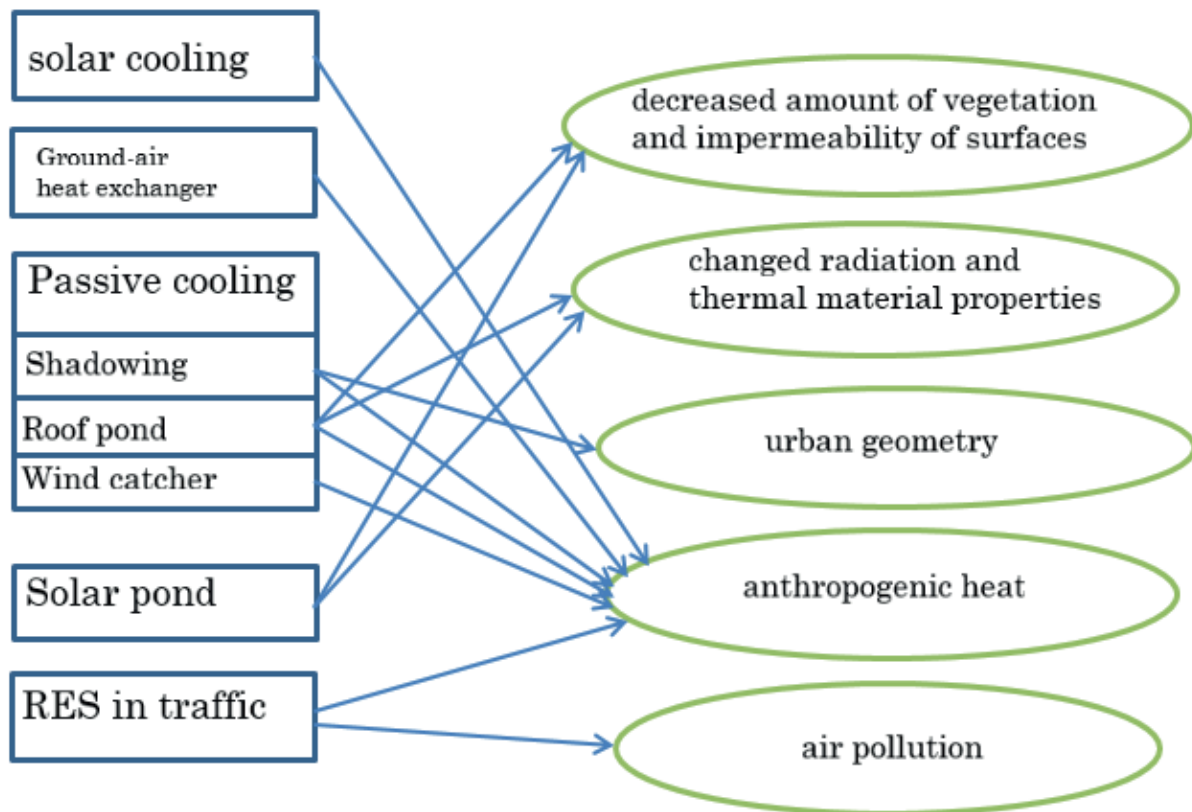 solar cooling
Ground-air
heat exchanger
Passive cooling
Shadowing
Roof pond
Wind catcher
Solar pond
RES in traffic
decreased amount of vegetation
and impermeability of surfaces
changed radiation and
thermal material properties
urban geometry
anthropogenic heat
air pollution